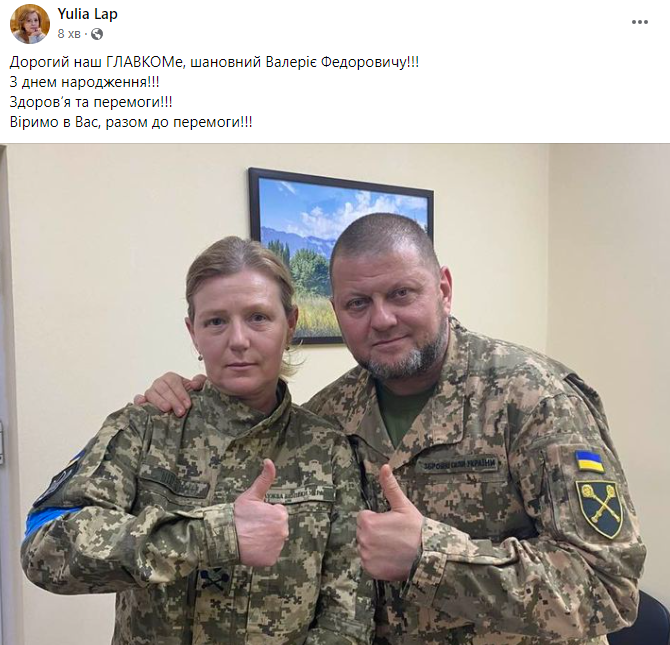 Yulia Lap
8 хв ·
Дорогий наш ГЛАВКОМе, шановний Валеріє Федоровичу!!!
З днем народження!!!
Здоров’я та перемоги!!!
Віримо в Вас, разом до перемоги!!!
ЗБРОЙНІ СИЛИ УКРАЇНИ